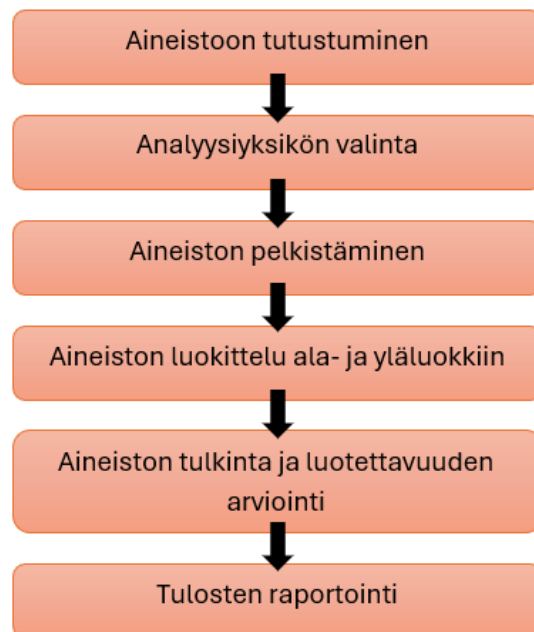 Aineistoon tutustuminen
Analyysiyksikön valinta
Aineiston pelkistäminen
Aineiston luokittelu ala- ja yläluokkiin
Aineiston tulkinta ja luotettavuuden
arviointi
Tulosten raportointi